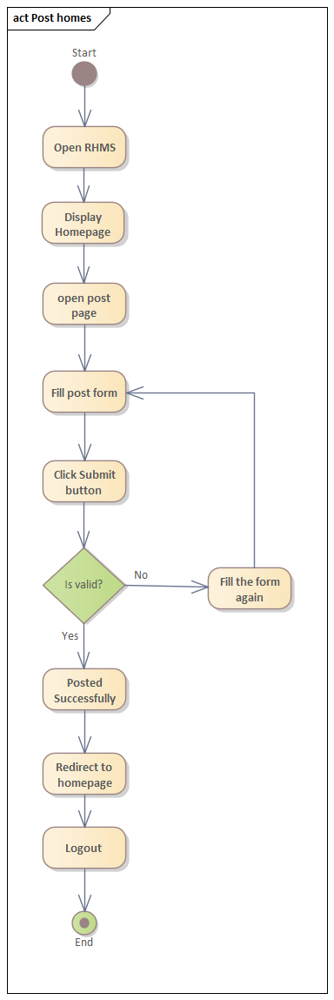 act Post homes
Start
Open RHMS
Display
Homepage
open post
page
Fill post form
Click Submit
button
Is valid?
No
Fill the form
again
Yes
Posted
Successfully
Redirect to
homepage
Logout
End